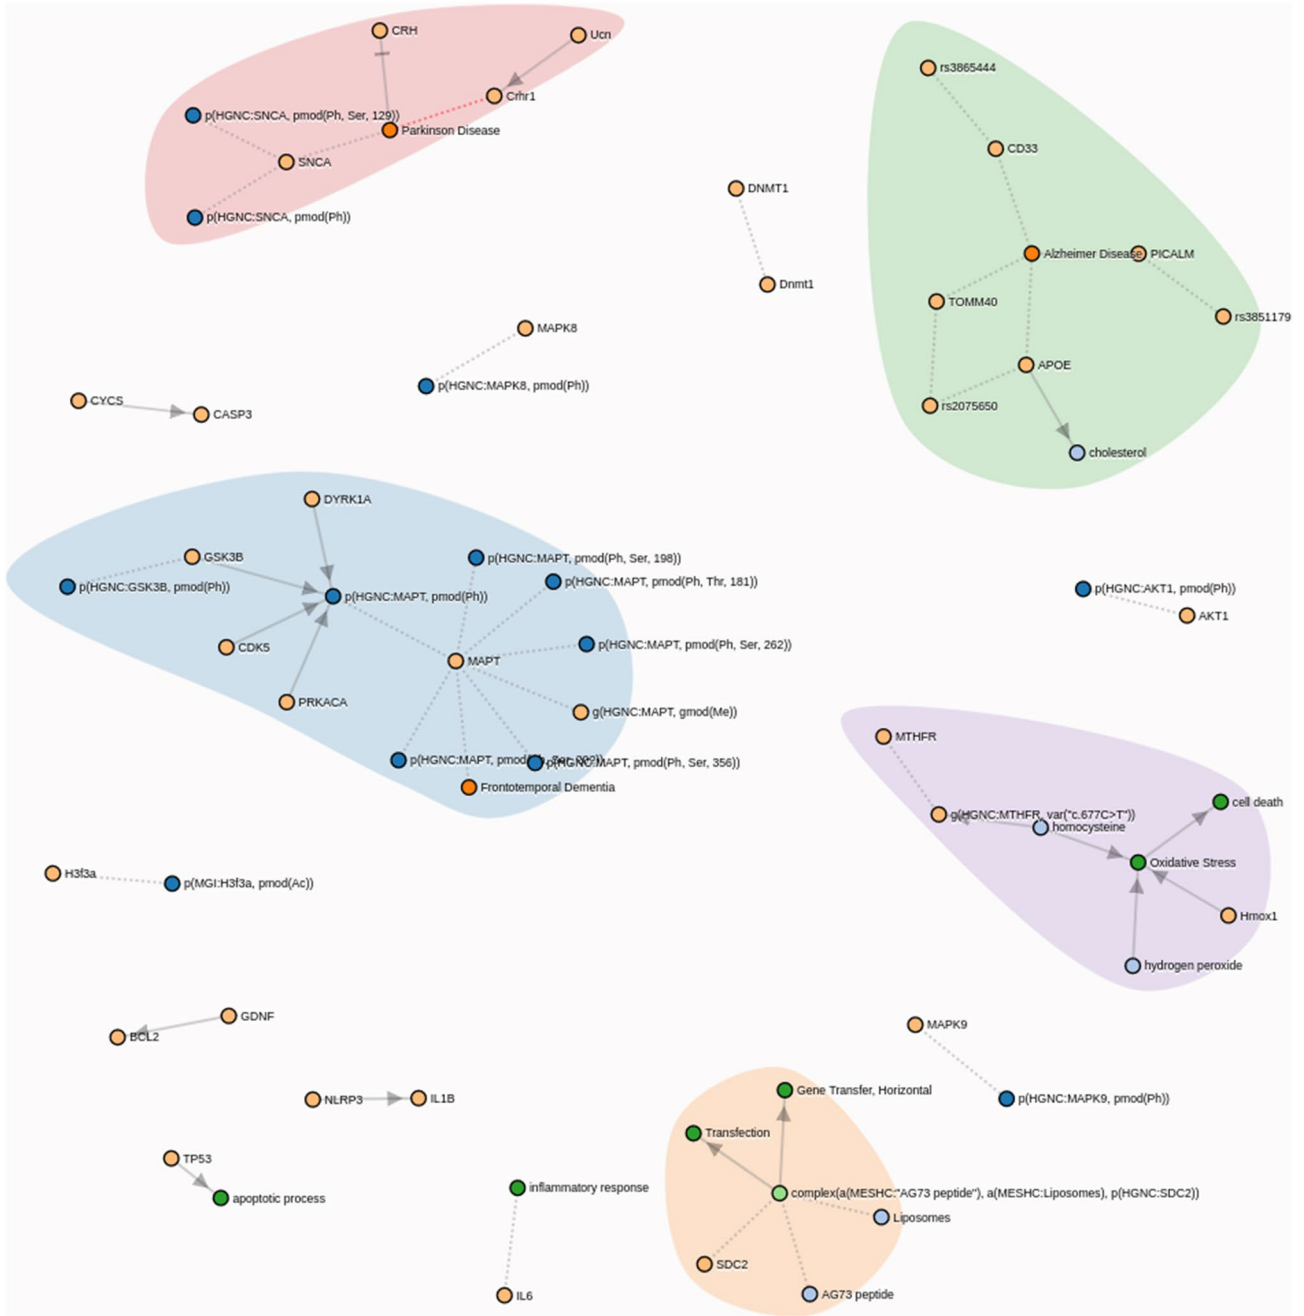 CRH
Ucn
rs3865444
Crhr1
p(HGNC:SNCA, pmod(Ph, Ser, 129))
Parkinson Disease
CD33
SNCA
DNMT1
p(HGNC:SNCA, pmod(Ph))
Alzheimer Disease
PICALM
Dnmt1
TOMM40
rs3851179
MAPK8
APOE
p(HGNC:MAPK8, pmod(Ph))
CYCS
CASP3
rs2075650
cholesterol
DYRK1A
GSK3B
p(HGNC:MAPT, pmod(Ph, Ser, 198))
p(HGNC:MAPT, pmod(Ph, Thr, 181))
p(HGNC:GSK3B, pmod(Ph))
p(HGNC:MAPT, pmod(Ph))
p(HGNC:AKT1, pmod(Ph))
AKT1
CDK5
p(HGNC:MAPT, pmod(Ph, Ser, 262))
MAPT
PRKACA
g(HGNC:MAPT, gmod(Me))
MTHFR
p(HGNC:MAPT,
p(HGNC:MAPT, pmod(Ph, Ser, 356))
Frontotemporal Dementia
cell death
g(HGNC:MTHFR, var("c.677C>T"))
homocysteine
Oxidative Stress
H3f3a
p(MGI:H3f3a, pmod(Ac))
Hmox1
hydrogen peroxide
GDNF
BCL2
MAPK9
NLRP3
IL1B
Gene Transfer, Horizontal
p(HGNC:MAPK9, pmod(Ph))
Transfection
TP53
apoptotic process
inflammatory response
complex(a(MESHC:"AG73 peptide"), a(MESHC:Liposomes), p(HGNC:SDC2))
Liposomes
SDC2
IL6
AG73 peptide